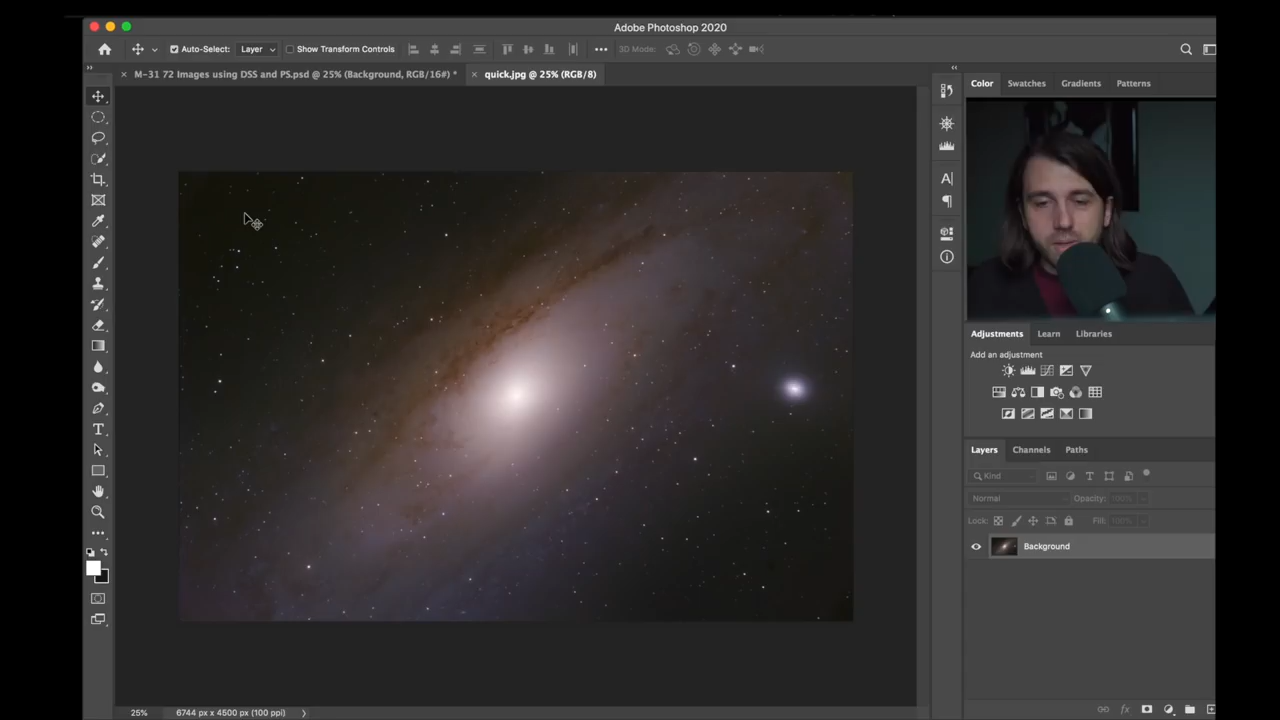 Adobe Photoshop 2020
Auto-Select: Layer Show Transform Controls 3D Mode:
M-31 72 Images using DSS and PS.psd @ 25% (Background, RGB/16#) * quick.jpg @ 25% (RGB/8)
Color Swatches Gradients Patterns
Adjustments Learn Libraries
Add an adjustment
Layers Channels Paths
Kind
Normal Opacity: 100%
Lock: Fill: 100%
Background
25% 6744 px x 4500 px (100 ppi)